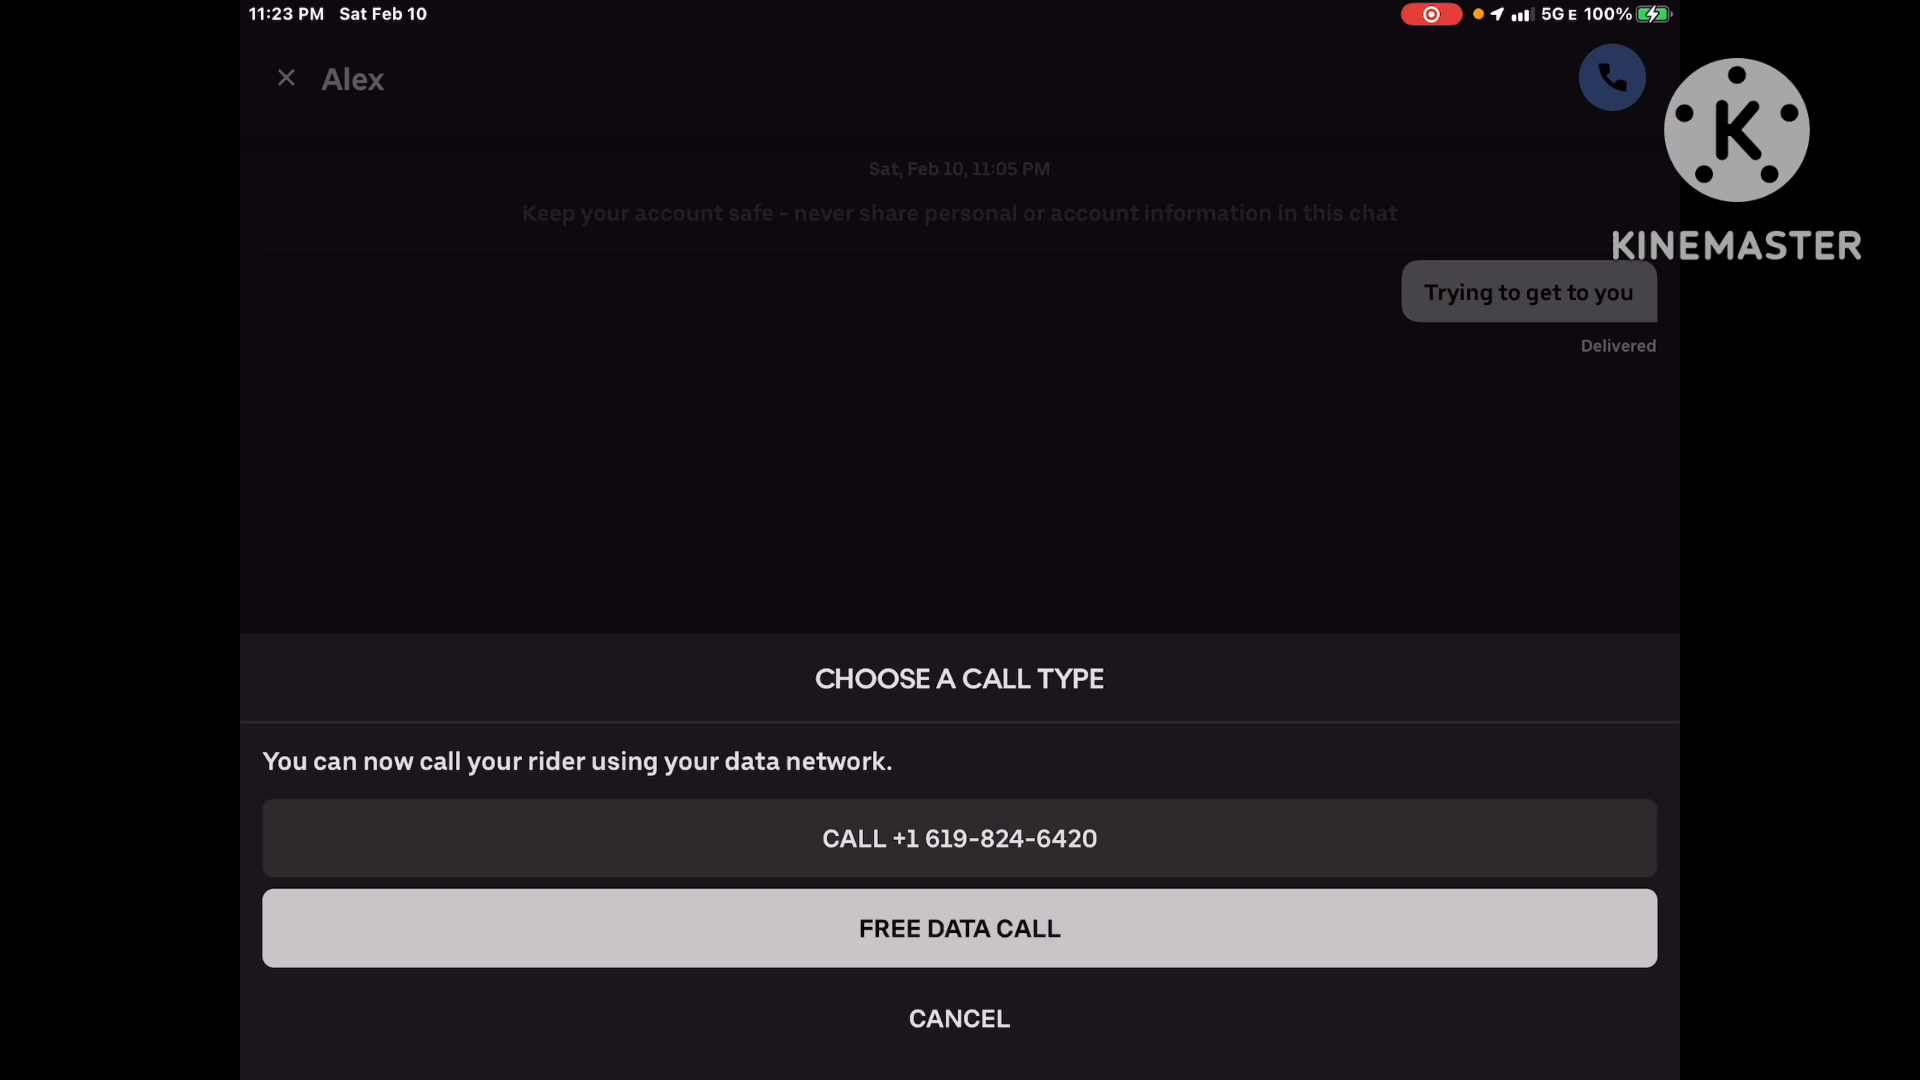 11:23 PM Sat Feb 10
5G E 100%
Alex
K
KINEMASTER
Sat, Feb 10, 11:05 PM
Keep your account safe - never share personal or account information in this chat
Trying to get to you
Delivered
CHOOSE A CALL TYPE
You can now call your rider using your data network.
CALL +1 619-824-6420
FREE DATA CALL
CANCEL